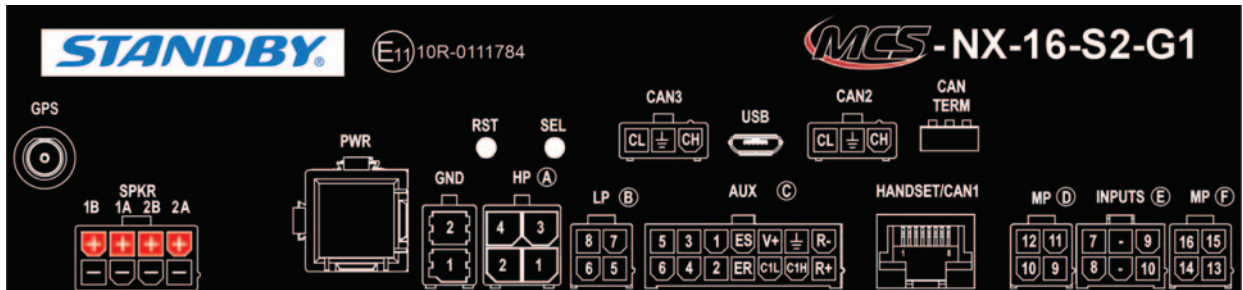 STANDBY®
E11 10R-0111784
MCS-NX-16-S2-G1
GPS
SPKR
1B 1A 2B 2A
+ + + +
- - - -
PWR
RST
SEL
GND
2
1
HP A
4 3
2 1
CAN3
CL CH
USB
CAN2
CL CH
CAN
TERM
LP B
8 7
6 5
AUX C
5 3 1 ES V+ R-
6 4 2 ER C1L C1H R+
HANDSET/CAN1
1 8
MP D
12 11
10 9
INPUTS E
7 - 9
8 - 10
MP F
16 15
14 13